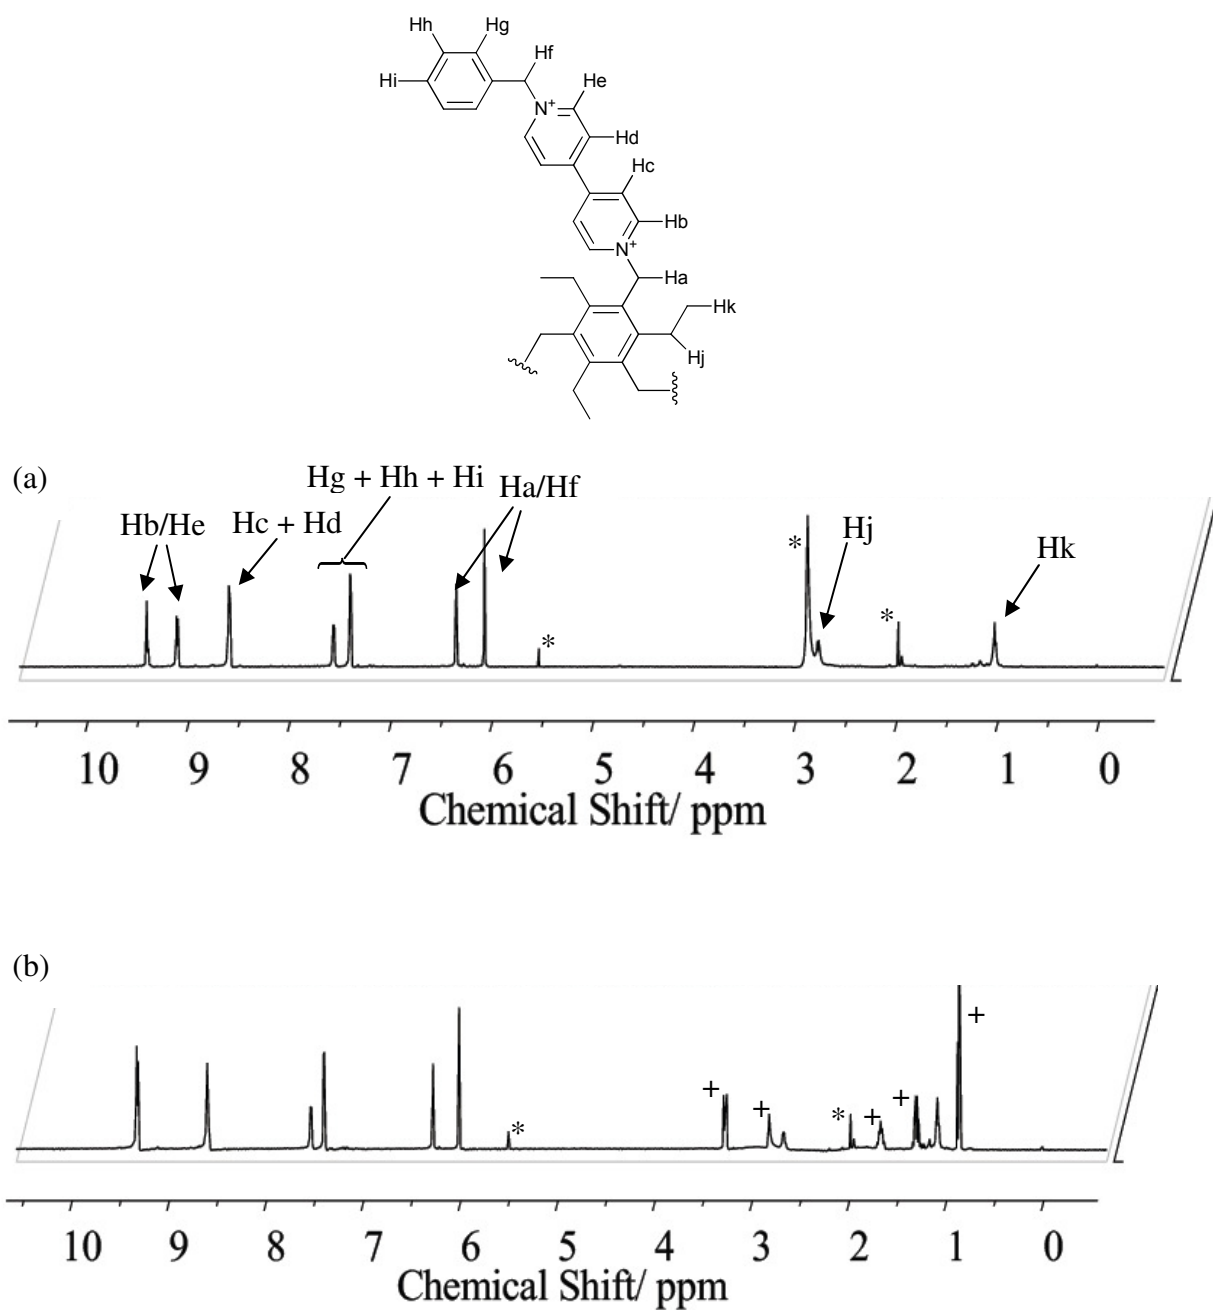 Hh Hg
Hf
Hi He
N+
Hd
Hc
Hb
N+
Ha
Hk
Hj
(a)
Hg + Hh + Hi
Ha/Hf
Hb/He
Hc + Hd
* Hj
Hk
*
*
10 9 8 7 6 5 4 3 2 1 0
Chemical Shift/ ppm
(b)
+
+ + * + +
*
10 9 8 7 6 5 4 3 2 1 0
Chemical Shift/ ppm